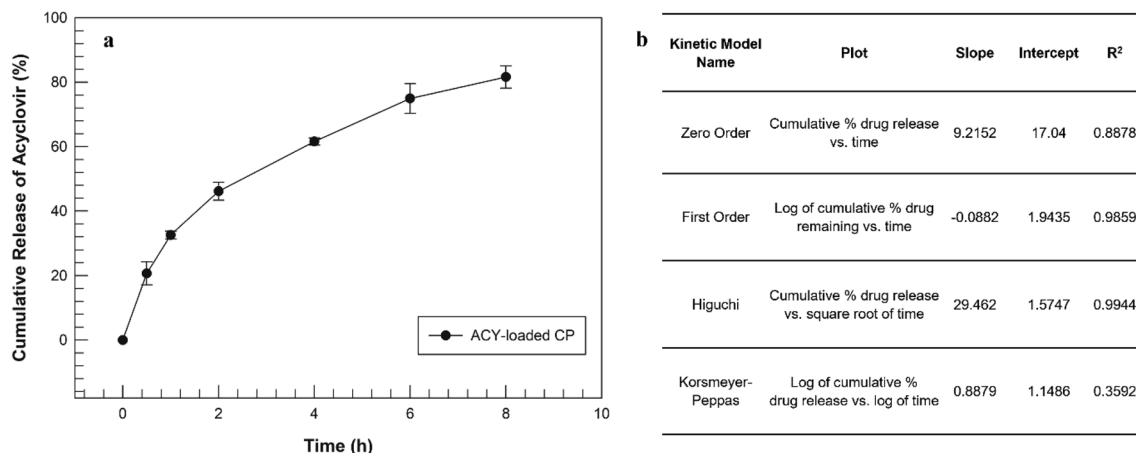 a
Cumulative Release of Acyclovir (%)
100
80
60
40
20
0
0 2 4 6 8 10
Time (h)
ACY-loaded CP
b
Kinetic Model Name Plot Slope Intercept R²
Zero Order Cumulative % drug release vs. time 9.2152 17.04 0.8878
First Order Log of cumulative % drug remaining vs. time -0.0882 1.9435 0.9859
Higuchi Cumulative % drug release vs. square root of time 29.462 1.5747 0.9944
Korsmeyer-Peppas Log of cumulative % drug release vs. log of time 0.8879 1.1486 0.3592